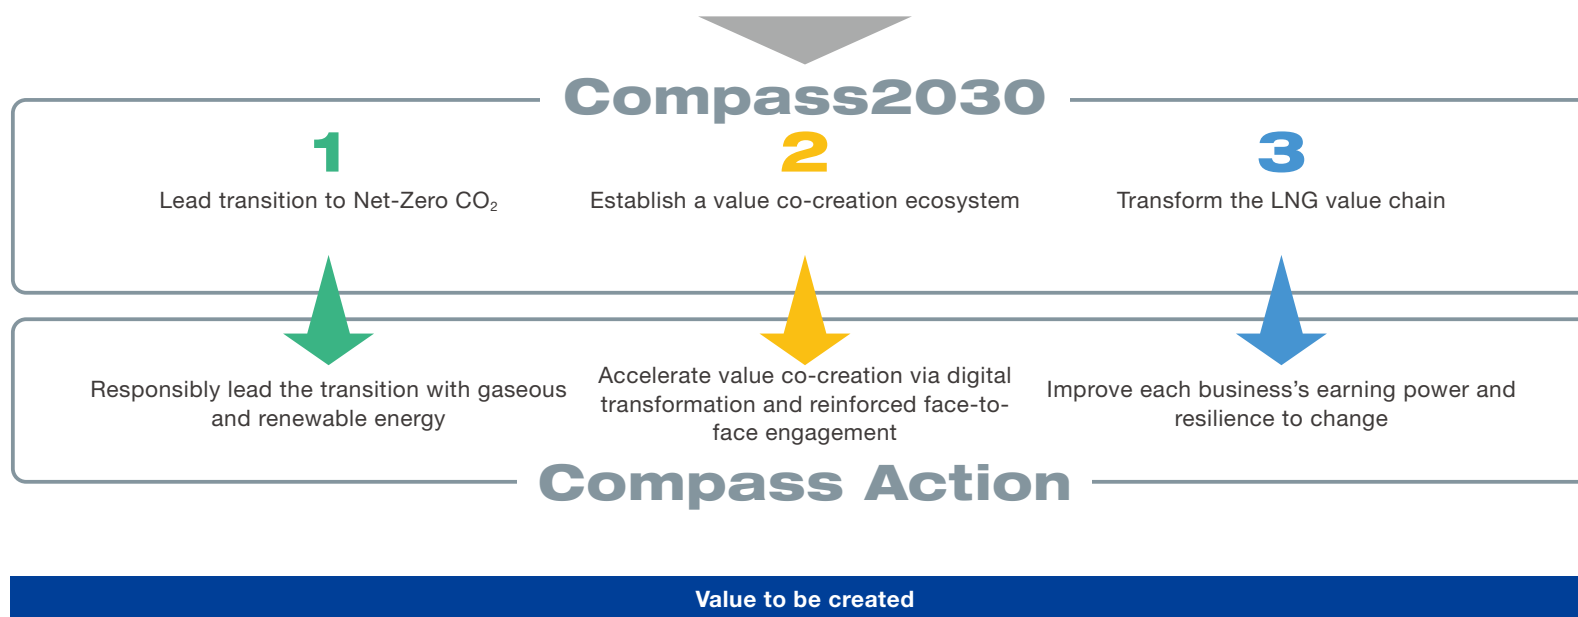 Compass2030
1
2
3
Lead transition to Net-Zero CO₂
Establish a value co-creation ecosystem
Transform the LNG value chain
Responsibly lead the transition with gaseous
and renewable energy
Accelerate value co-creation via digital
transformation and reinforced face-to-
face engagement
Improve each business’s earning power and
resilience to change
Compass Action
Value to be created